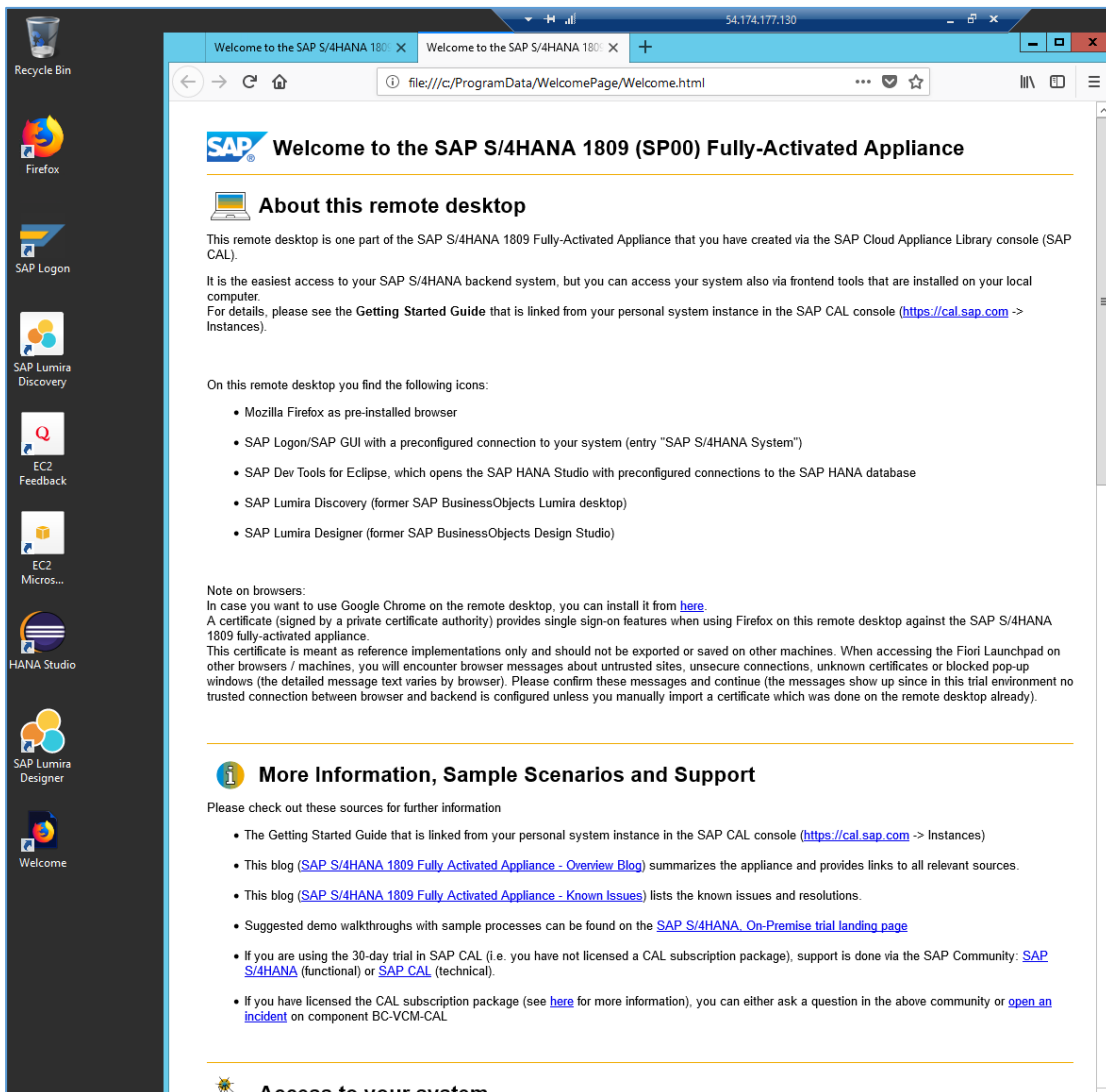 54.174.177.130
Recycle Bin
Firefox
SAP Logon
SAP Lumira
Discovery
Q
EC2
Feedback
EC2
Micros...
HANA Studio
SAP Lumira
Designer
Welcome
Welcome to the SAP S/4HANA 180
Welcome to the SAP S/4HANA 180
file:///c:/ProgramData/WelcomePage/Welcome.html
SAP® Welcome to the SAP S/4HANA 1809 (SP00) Fully-Activated Appliance
About this remote desktop
This remote desktop is one part of the SAP S/4HANA 1809 Fully-Activated Appliance that you have created via the SAP Cloud Appliance Library console (SAP
CAL).
It is the easiest access to your SAP S/4HANA backend system, but you can access your system also via frontend tools that are installed on your local
computer.
For details, please see the Getting Started Guide that is linked from your personal system instance in the SAP CAL console (https://cal.sap.com ->
Instances).
On this remote desktop you find the following icons:
• Mozilla Firefox as pre-installed browser
• SAP Logon/SAP GUI with a preconfigured connection to your system (entry "SAP S/4HANA System")
• SAP Dev Tools for Eclipse, which opens the SAP HANA Studio with preconfigured connections to the SAP HANA database
• SAP Lumira Discovery (former SAP BusinessObjects Lumira desktop)
• SAP Lumira Designer (former SAP BusinessObjects Design Studio)
Note on browsers:
In case you want to use Google Chrome on the remote desktop, you can install it from here.
A certificate (signed by a private certificate authority) provides single sign-on features when using Firefox on this remote desktop against the SAP S/4HANA
1809 fully-activated appliance.
This certificate is meant as reference implementations only and should not be exported or saved on other machines. When accessing the Fiori Launchpad on
other browsers / machines, you will encounter browser messages about untrusted sites, unsecure connections, unknown certificates or blocked pop-up
windows (the detailed message text varies by browser). Please confirm these messages and continue (the messages show up since in this trial environment no
trusted connection between browser and backend is configured unless you manually import a certificate which was done on the remote desktop already).
More Information, Sample Scenarios and Support
Please check out these sources for further information
• The Getting Started Guide that is linked from your personal system instance in the SAP CAL console (https://cal.sap.com -> Instances)
• This blog (SAP S/4HANA 1809 Fully Activated Appliance - Overview Blog) summarizes the appliance and provides links to all relevant sources.
• This blog (SAP S/4HANA 1809 Fully Activated Appliance - Known Issues) lists the known issues and resolutions.
• Suggested demo walkthroughs with sample processes can be found on the SAP S/4HANA, On-Premise trial landing page
• If you are using the 30-day trial in SAP CAL (i.e. you have not licensed a CAL subscription package), support is done via the SAP Community: SAP
S/4HANA (functional) or SAP CAL (technical).
• If you have licensed the CAL subscription package (see here for more information), you can either ask a question in the above community or open an
incident on component BC-VCM-CAL
Access to your system